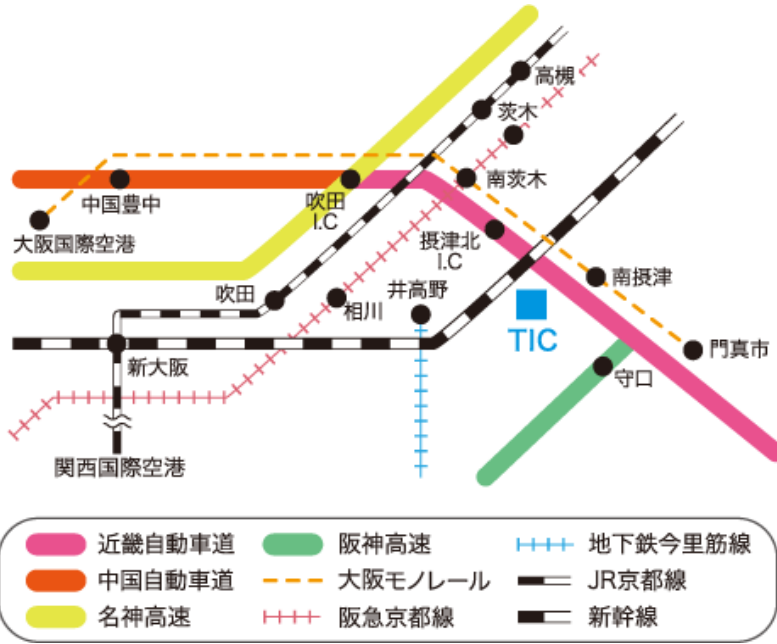 高槻
茨木
中国豊中
吹田
I.C
南茨木
大阪国際空港
摂津北
I.C
吹田
相川
井高野
南摂津
TIC
新大阪
門真市
守口
関西国際空港
近畿自動車道
阪神高速
地下鉄今里筋線
中国自動車道
大阪モノレール
JR京都線
名神高速
阪急京都線
新幹線